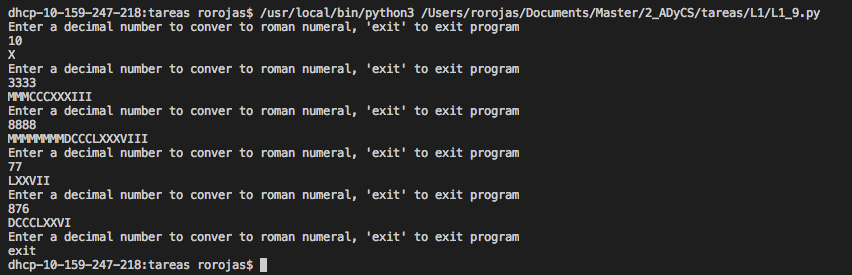 dhcp-10-159-247-218:tareas rorojas$ /usr/local/bin/python3 /Users/rorojas/Documents/Master/2_ADyCS/tareas/L1/L1_9.py
Enter a decimal number to conver to roman numeral, 'exit' to exit program
10
X
Enter a decimal number to conver to roman numeral, 'exit' to exit program
3333
MMMCCCXXXIII
Enter a decimal number to conver to roman numeral, 'exit' to exit program
8888
MMMMMMMMDCCCLXXXVIII
Enter a decimal number to conver to roman numeral, 'exit' to exit program
77
LXXVII
Enter a decimal number to conver to roman numeral, 'exit' to exit program
876
DCCCLXXVI
Enter a decimal number to conver to roman numeral, 'exit' to exit program
exit
dhcp-10-159-247-218:tareas rorojas$